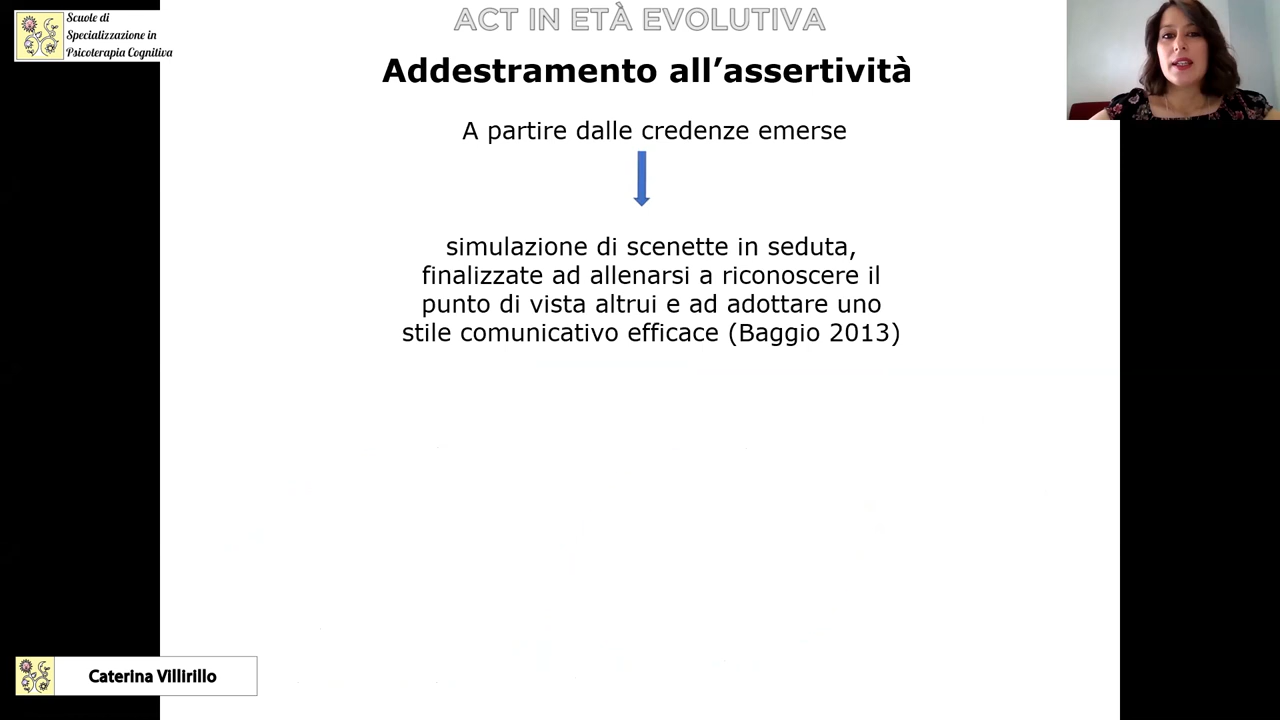 Scuole di
Specializzazione in
Psicoterapia Cognitiva
ACT IN ETÀ EVOLUTIVA
Addestramento all’assertività
A partire dalle credenze emerse
simulazione di scenette in seduta,
finalizzate ad allenarsi a riconoscere il
punto di vista altrui e ad adottare uno
stile comunicativo efficace (Baggio 2013)
Caterina Villirillo